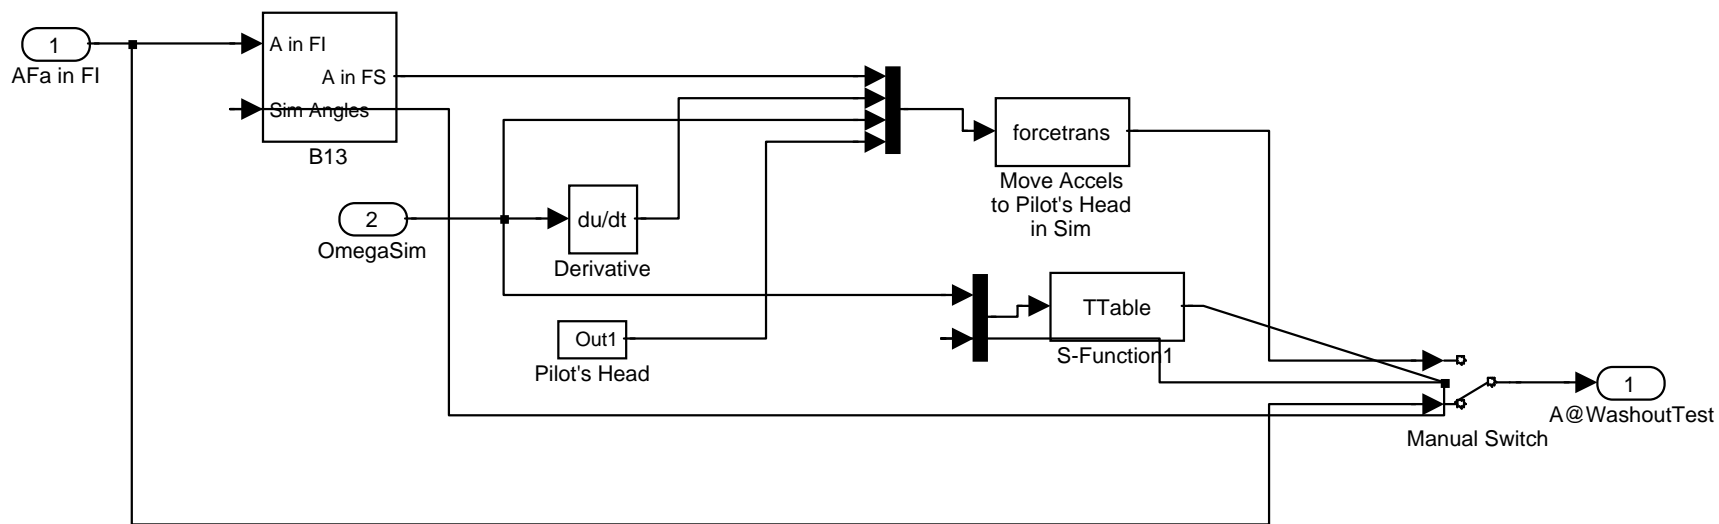 1
AFa in FI
A in FI
A in FS
Sim Angles
B13
forcetrans
Move Accels
to Pilot's Head
in Sim
2
OmegaSim
du/dt
Derivative
TTable
S-Function1
Out1
Pilot's Head
Manual Switch
1
A@WashoutTest